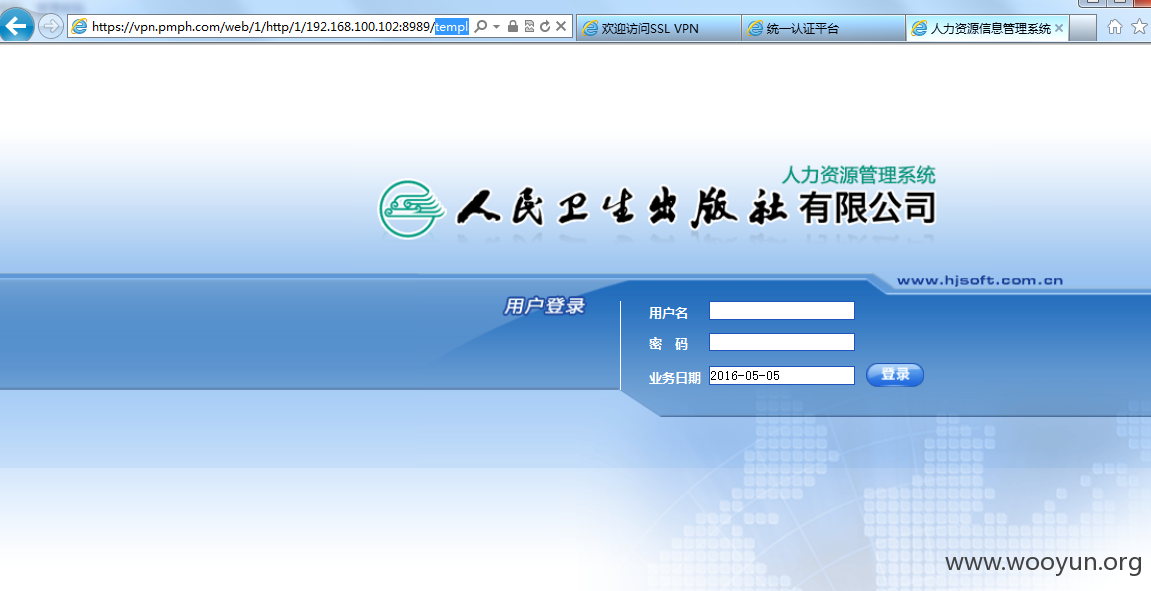 https://vpn.pmph.com/web/1/http/1/192.168.100.102:8989/templ
欢迎访问SSL VPN
统一认证平台
人力资源信息管理系统
人力资源管理系统
人民卫生出版社有限公司
www.hjsoft.com.cn
用户登录
用户名
密 码
业务日期 2016-05-05 登录
www.wooyun.org